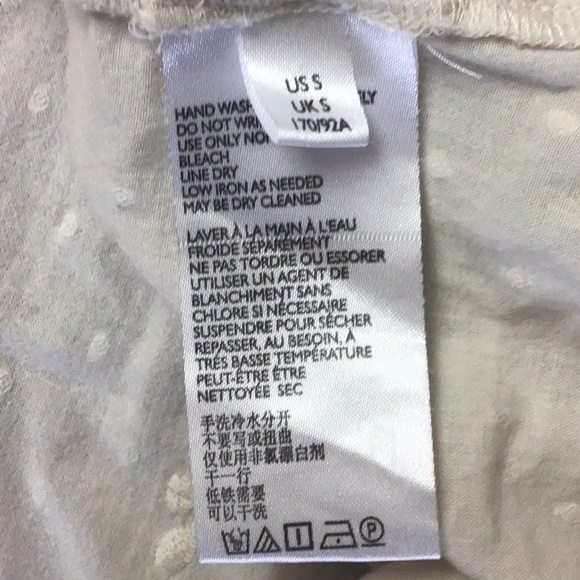 US S
UK S
170/92A
HAND WASH
DO NOT
USE ONLY
BLEACH
LINE DRY
LOW IRON AS NEEDED
MAY BE DRY CLEANED
LAVER À LA MAIN À L'EAU
FROIDE SÉPARÉMENT
NE PAS TORDRE OU ESSORER
UTILISER UN AGENT DE
BLANCHIMENT SANS
CHLORE SI NÉCESSAIRE
SUSPENDRE POUR SÉCHER
REPASSER, AU BESOIN, À
TRÈS BASSE TEMPÉRATURE
PEUT-ÊTRE ÊTRE
NETTOYÉE SEC
手洗冷水分开
不要写或扭曲
仅使用非氯漂白剂
干一行
低铁需要
可以干洗
P